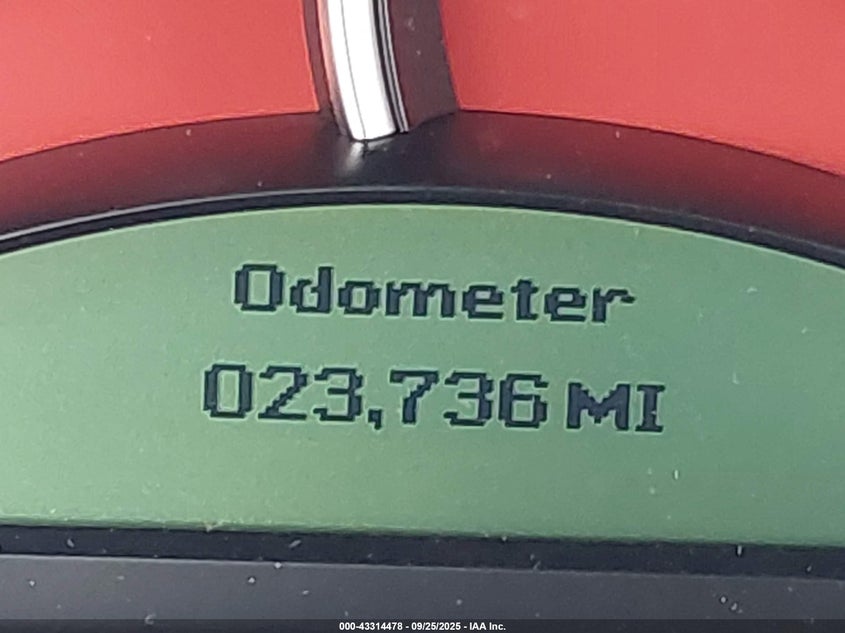 Odometer
023,736 MI
000-43314478 - 09/25/2025 - IAA Inc.